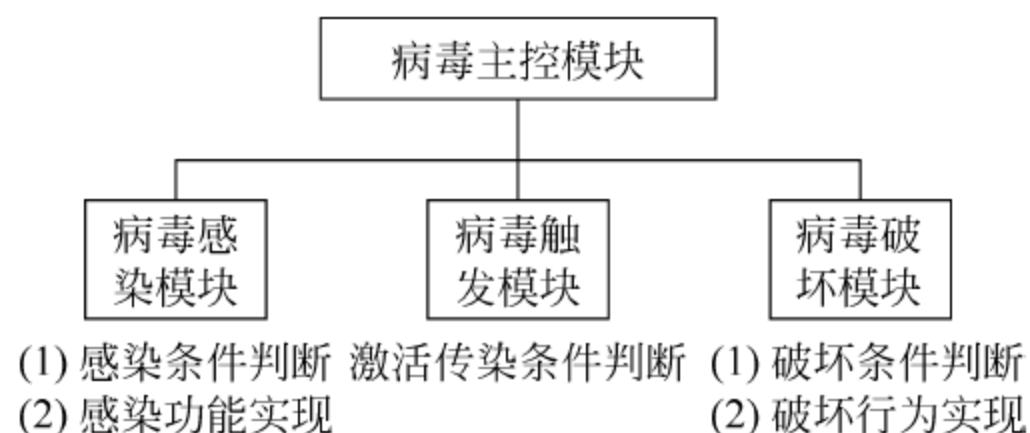 病毒主控模块
病毒感
染模块
病毒触
发模块
病毒破
坏模块
(1) 感染条件判断
(2) 感染功能实现
激活传染条件判断
(1) 破坏条件判断
(2) 破坏行为实现